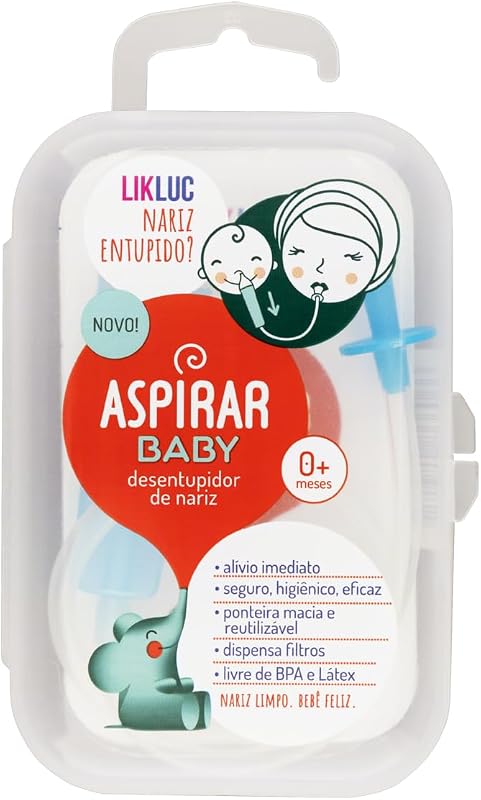 LIKLUC
NARIZ
ENTUPIDO?
NOVO!
ASPIRAR
BABY
desentupidor
de nariz
0+
meses
• alívio imediato
• seguro, higiênico, eficaz
• ponteira macia e
reutilizável
• dispensa filtros
• livre de BPA e Látex
NARIZ LIMPO. BEBÊ FELIZ.